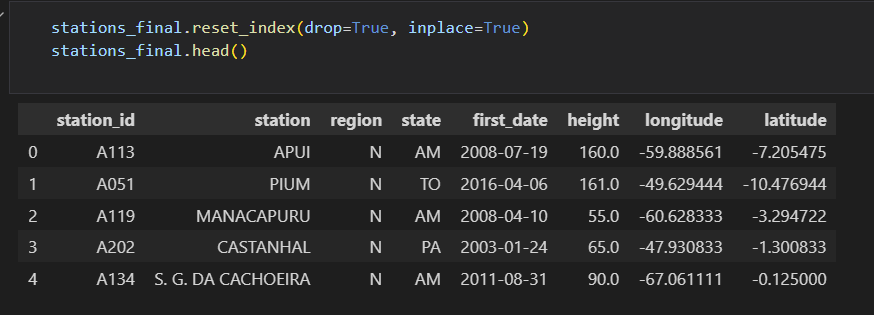 stations_final.reset_index(drop=True, inplace=True)
stations_final.head()
station_id station region state first_date height longitude latitude
0 A113 APUI N AM 2008-07-19 160.0 -59.888561 -7.205475
1 A051 PIUM N TO 2016-04-06 161.0 -49.629444 -10.476944
2 A119 MANACAPURU N AM 2008-04-10 55.0 -60.628333 -3.294722
3 A202 CASTANHAL N PA 2003-01-24 65.0 -47.930833 -1.300833
4 A134 S. G. DA CACHOEIRA N AM 2011-08-31 90.0 -67.061111 -0.125000